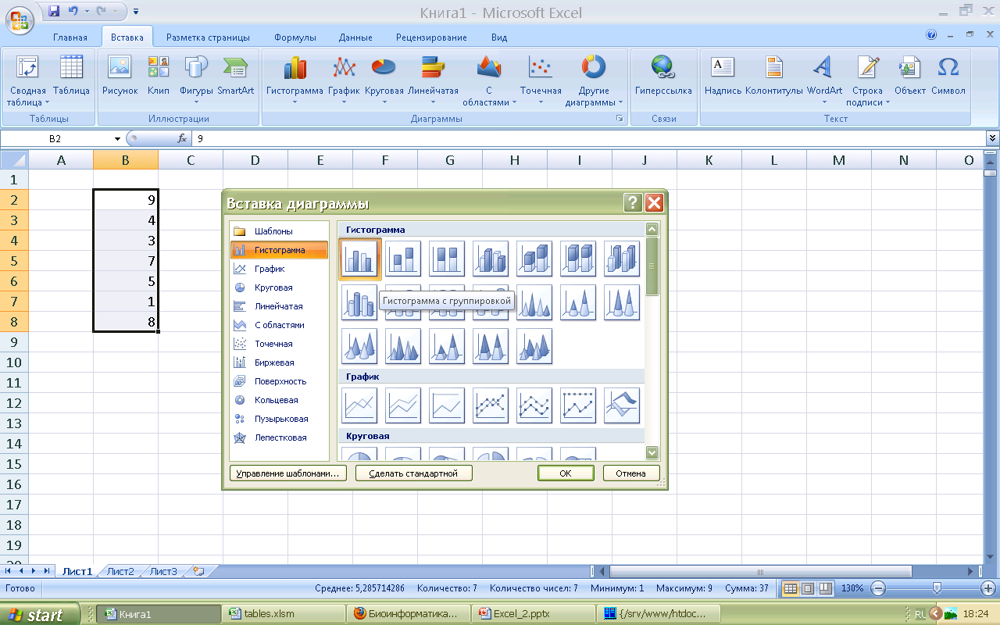 Книга1 - Microsoft Excel
Главная Вставка Разметка страницы Формулы Данные Рецензирование Вид
Сводная таблица Таблица Рисунок Клип Фигуры SmartArt Гистограмма График Круговая Линейчатая С областями Точечная Другие диаграммы Гиперссылка Надпись Колонтитулы WordArt Строка подписи Объект Символ
Таблицы Иллюстрации Диаграммы Связи Текст
B2 fx 9
A B C D E F G H I J K L M N O
1
2 9
3 4
4 3
5 7
6 5
7 1
8 8
9
10
11
12
13
14
15
16
17
18
19
20
Вставка диаграммы
Шаблоны
Гистограмма
График
Круговая
Линейчатая
С областями
Точечная
Биржевая
Поверхность
Кольцевая
Пузырьковая
Лепестковая
Гистограмма
Гистограмма с группировкой
График
Круговая
Управление шаблонами... Сделать стандартной ОК Отмена
Лист1 Лист2 Лист3
Готово Среднее: 5,285714286 Количество: 7 Количество чисел: 7 Минимум: 1 Максимум: 9 Сумма: 37 130%
start Книга1 tables.xlsm Бисинформатика... Excel_2.pptx {/srv/www/htdoc... RU 18:24